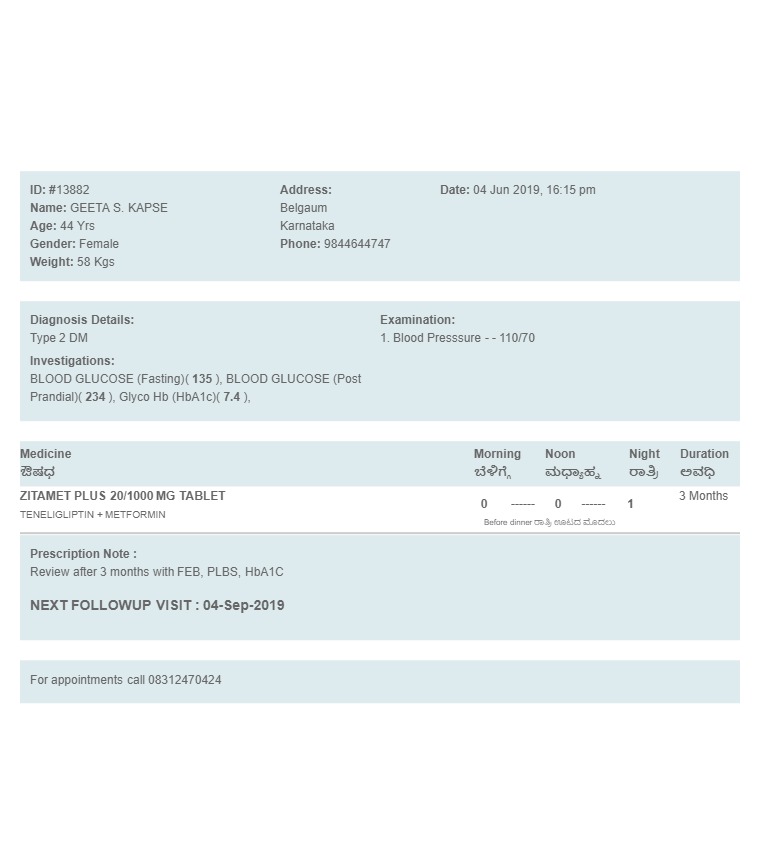 ID: #13882
Name: GEETA S. KAPSE
Age: 44 Yrs
Gender: Female
Weight: 58 Kgs
Address:
Belgaum
Karnataka
Phone: 9844644747
Date: 04 Jun 2019, 16:15 pm
Diagnosis Details:
Type 2 DM
Investigations:
BLOOD GLUCOSE (Fasting)( 135 ), BLOOD GLUCOSE (Post
Prandial)( 234 ), Glyco Hb (HbA1c)( 7.4 ),
Examination:
1. Blood Presssure - - 110/70
Medicine Morning Noon Night Duration
ಔಷಧ ಬೆಳಿಗ್ಗೆ ಮಧ್ಯಾಹ್ನ ರಾತ್ರಿ ಅವಧಿ
ZITAMET PLUS 20/1000 MG TABLET 0 ------ 0 ------ 1 3 Months
TENELIGLIPTIN + METFORMIN
Before dinner ರಾತ್ರಿ ಊಟದ ಮೊದಲು
Prescription Note :
Review after 3 months with FEB, PLBS, HbA1C
NEXT FOLLOWUP VISIT : 04-Sep-2019
For appointments call 08312470424